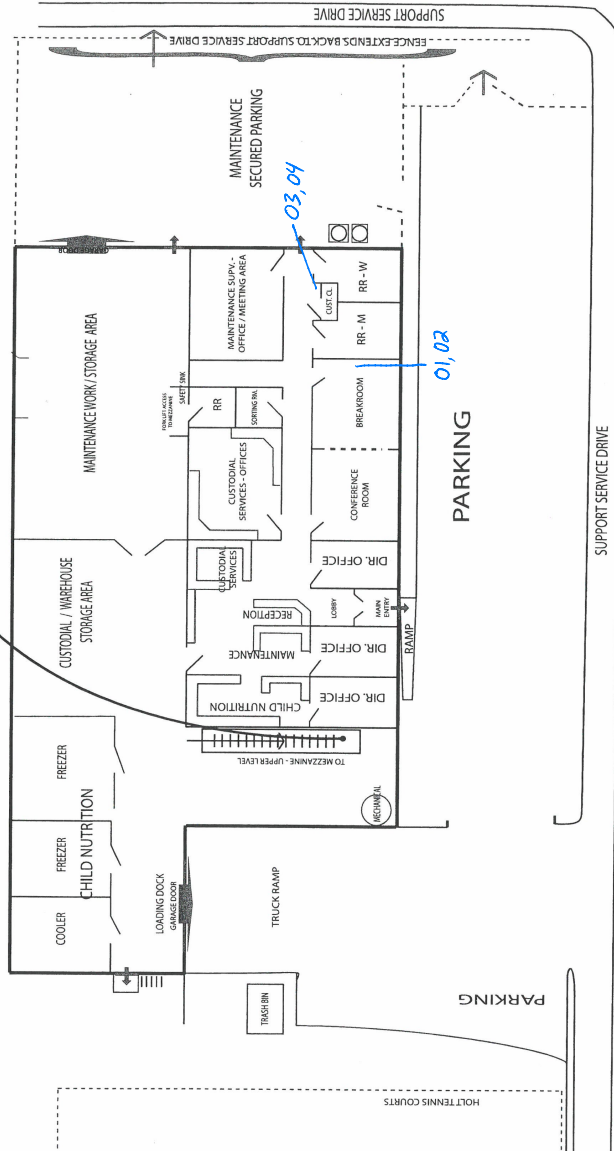 SUPPORT SERVICE DRIVE
FENCE EXTENDS BACK TO SUPPORT SERVICE DRIVE
MAINTENANCE
SECURED PARKING
03, 04
GARAGE DOOR
MAINTENANCE WORK / STORAGE AREA
MAINTENANCE SUPV. -
OFFICE / MEETING AREA
CUST. CL.
RR - W
RR - M
01, 02
SAFETY SINK
FORKLIFT ACCESS
TO MEZZANINE
RR
SORTING RM.
BREAKROOM
CUSTODIAL
SERVICES - OFFICES
CONFERENCE
ROOM
PARKING
SUPPORT SERVICE DRIVE
CUSTODIAL / WAREHOUSE
STORAGE AREA
CUSTODIAL
SERVICES
DIR. OFFICE
RECEPTION
LOBBY
MAIN
ENTRY
RAMP
MAINTENANCE
DIR. OFFICE
CHILD NUTRITION
DIR. OFFICE
TO MEZZANINE - UPPER LEVEL
MECHANICAL
FREEZER
CHILD NUTRITION
FREEZER
COOLER
LOADING DOCK
GARAGE DOOR
TRUCK RAMP
TRASH BIN
PARKING
HOLT TENNIS COURTS